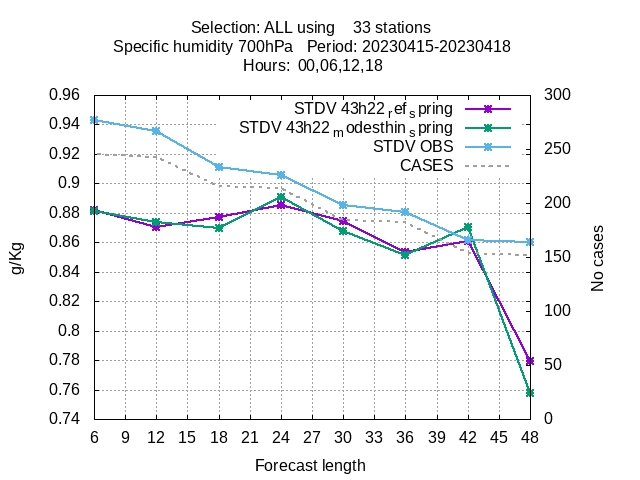 Selection: ALL using    33 stations
Specific humidity 700hPa   Period: 20230415-20230418
Hours:  00,06,12,18
STDV 43h22refspring
STDV 43h22modesthinspring
STDV OBS
CASES
0.96
0.94
0.92
0.9
0.88
0.86
0.84
0.82
0.8
0.78
0.76
0.74
g/Kg
300
250
200
150
100
50
0
No cases
6 9 12 15 18 21 24 27 30 33 36 39 42 45 48
Forecast length